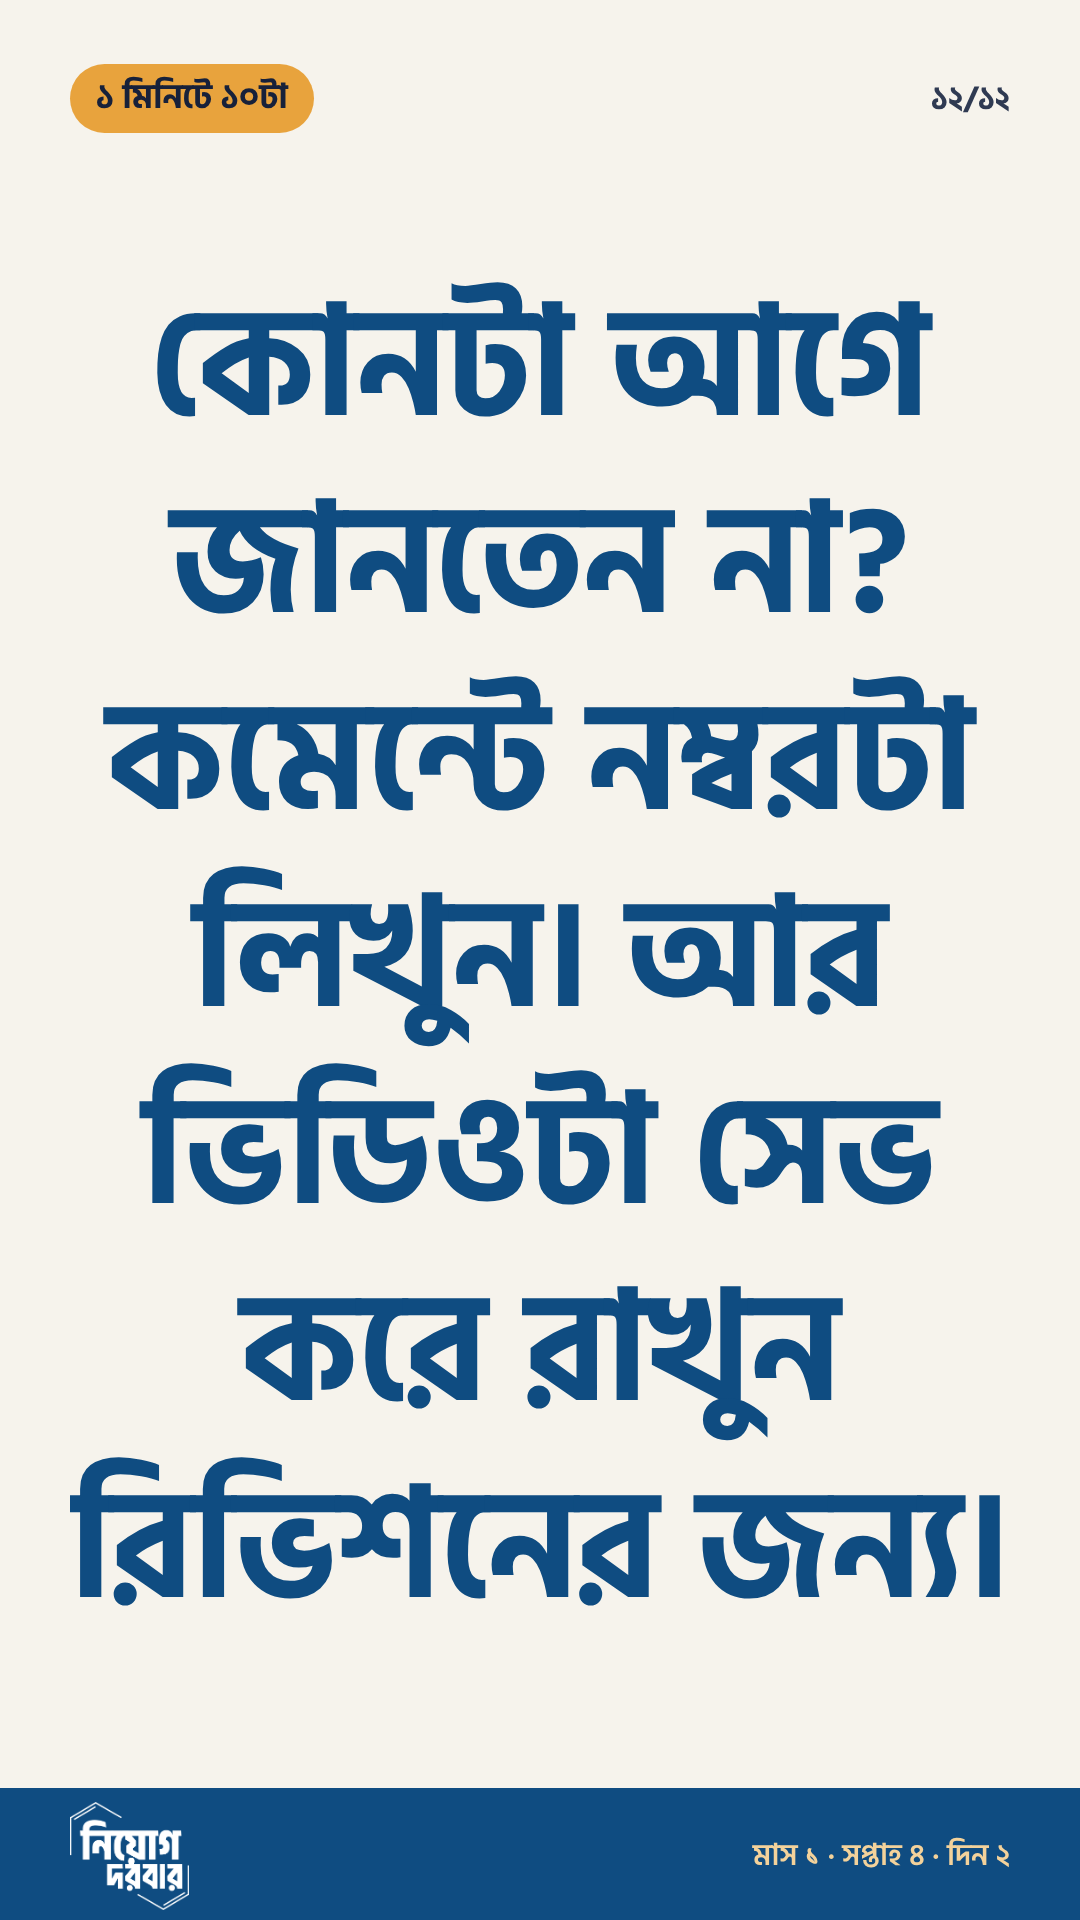 ১ মিনিটে ১০টা
১২/১২
কোনটা আগে
জানতেন না?
কমেন্টে নম্বরটা
লিখুন। আর
ভিডিওটা সেভ
করে রাখুন
রিভিশনের জন্য।
নিয়োগ
দরবার
মাস ১ · সপ্তাহ ৪ · দিন ২